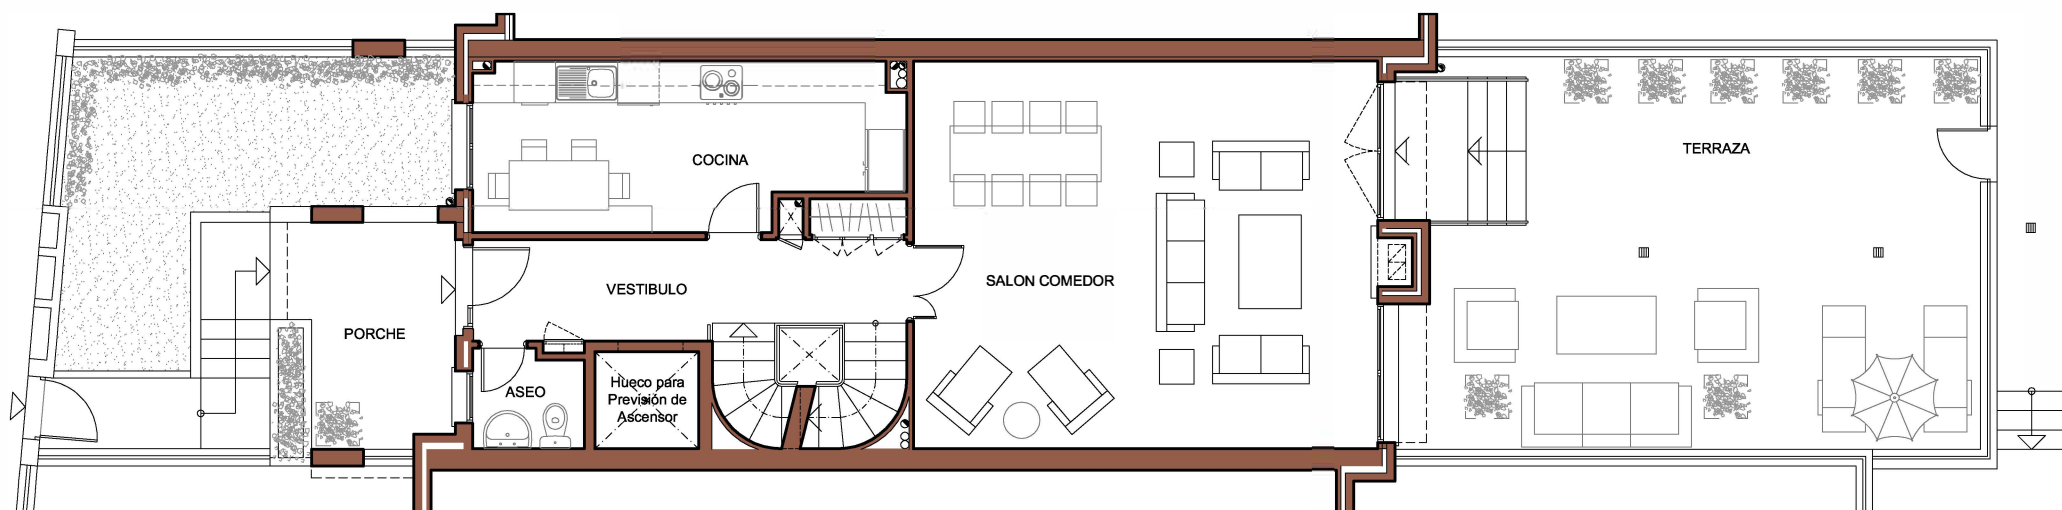 COCINA
TERRAZA
SALON COMEDOR
VESTIBULO
PORCHE
ASEO
Hueco para
Previsión de
Ascensor